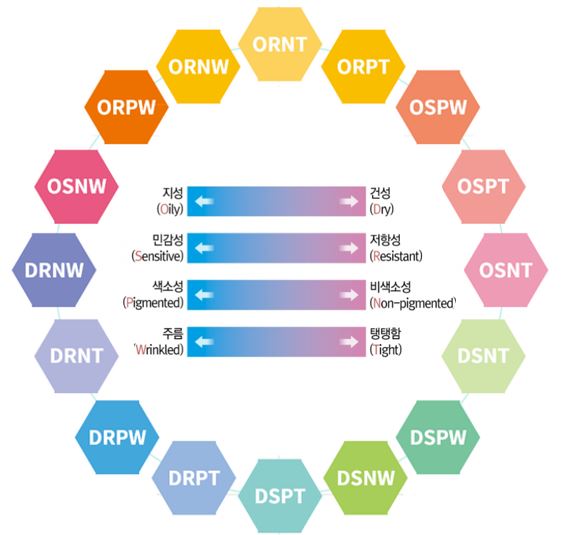 ORNT
ORNW
ORPT
ORPW
OSPW
OSNW
OSPT
DRNW
OSNT
DRNT
DSNT
DRPW
DSPW
DRPT
DSNW
DSPT
지성
(Oily)
건성
(Dry)
민감성
(Sensitive)
저항성
(Resistant)
색소성
(Pigmented)
비색소성
(Non-pigmented)
주름
(Wrinkled)
탱탱함
(Tight)